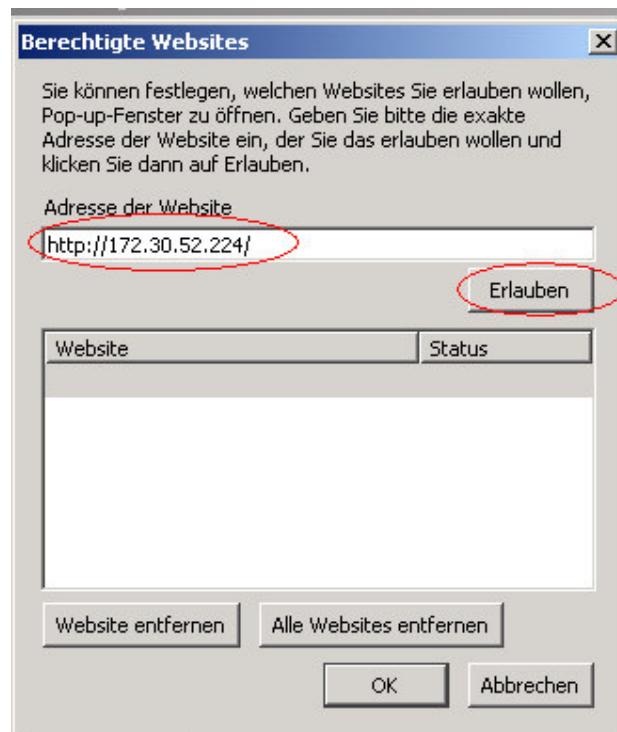 Berechtigte Websites
Sie können festlegen, welchen Websites Sie erlauben wollen,
Pop-up-Fenster zu öffnen. Geben Sie bitte die exakte
Adresse der Website ein, der Sie das erlauben wollen und
klicken Sie dann auf Erlauben.
Adresse der Website
http://172.30.52.224/
Erlauben
Website Status
Website entfernen Alle Websites entfernen
OK Abbrechen